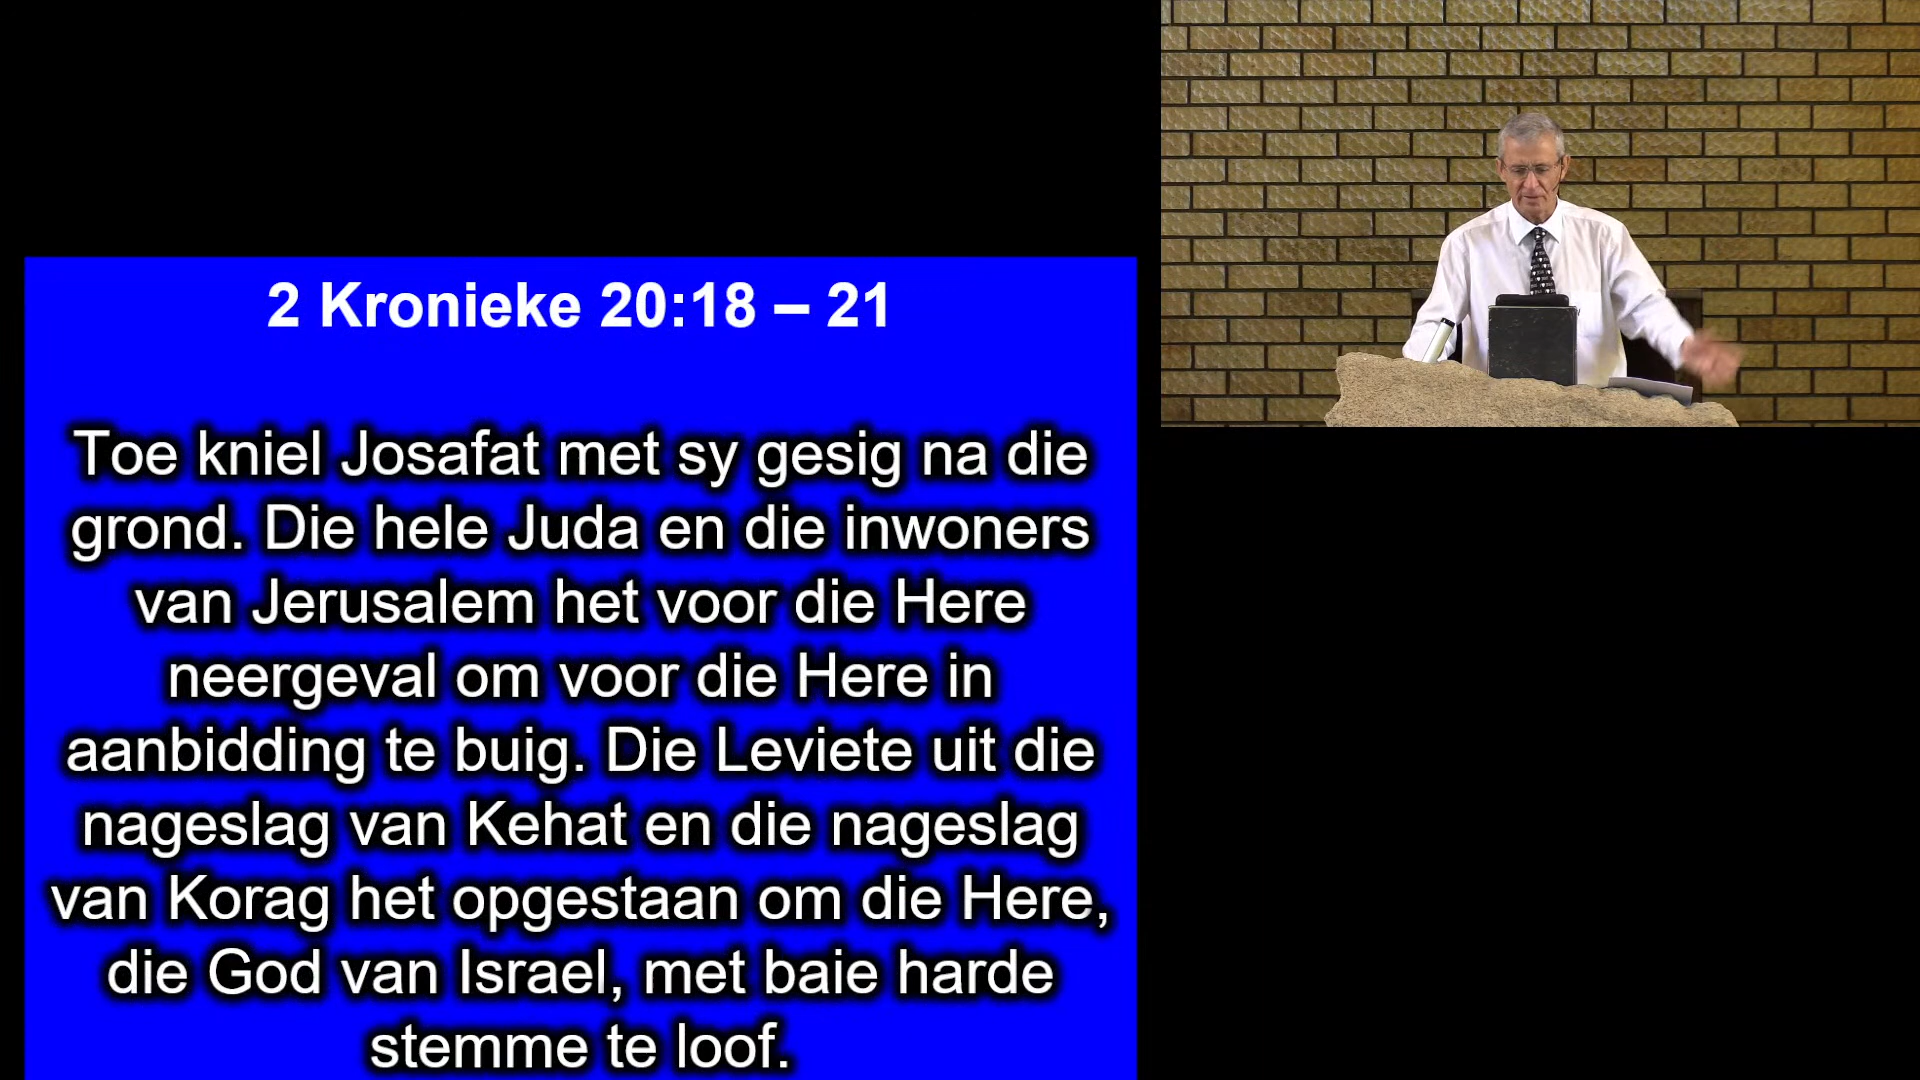 2 Kronieke 20:18 – 21
Toe kniel Josafat met sy gesig na die
grond. Die hele Juda en die inwoners
van Jerusalem het voor die Here
neergeval om voor die Here in
aanbidding te buig. Die Leviete uit die
nageslag van Kehat en die nageslag
van Korag het opgestaan om die Here,
die God van Israel, met baie harde
stemme te loof.